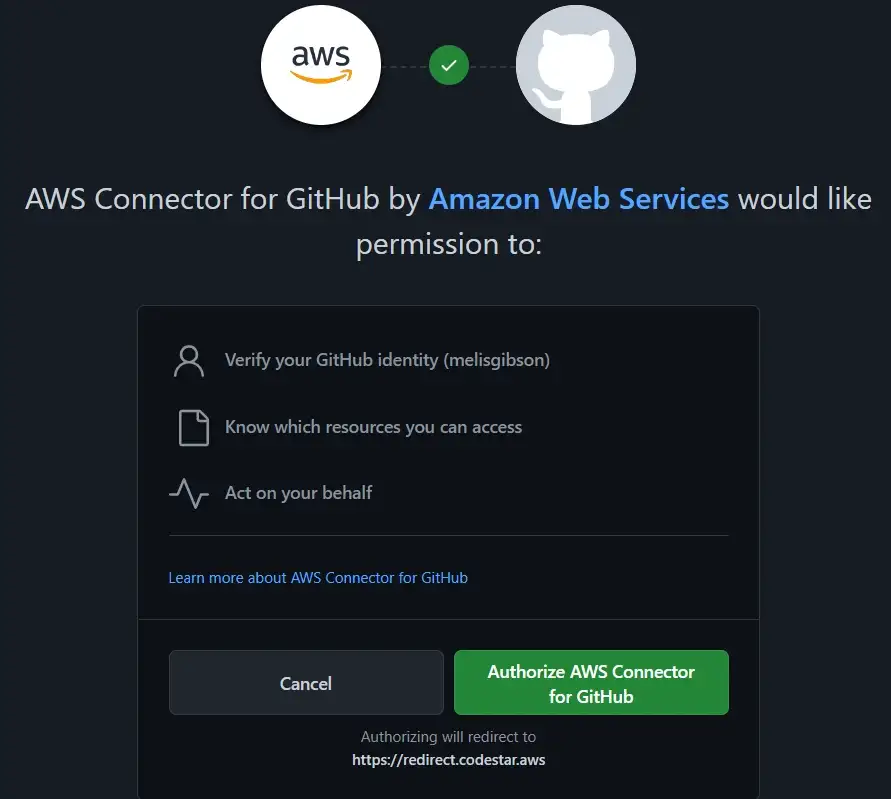 aws
AWS Connector for GitHub by Amazon Web Services would like
permission to:
Verify your GitHub identity (melisgibson)
Know which resources you can access
Act on your behalf
Learn more about AWS Connector for GitHub
Cancel
Authorize AWS Connector
for GitHub
Authorizing will redirect to
https://redirect.codestar.aws